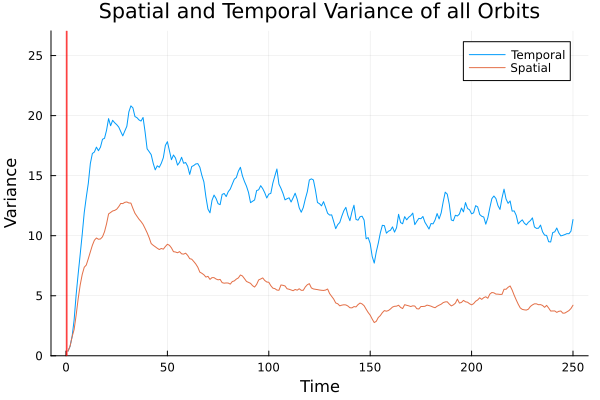 Spatial and Temporal Variance of all Orbits
Temporal
Spatial
Variance
25
20
15
10
5
0
0 50 100 150 200 250
Time